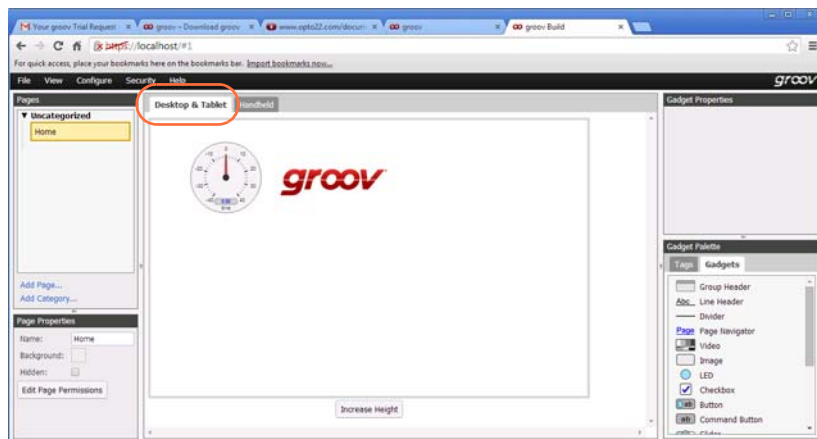 Your groov Trial Request
groov - Download groov
www.opto22.com/docum
groov
groov Build
https://localhost/#1
For quick access, place your bookmarks here on the bookmarks bar. Import bookmarks now...
File View Configure Security Help
groov
Pages
Uncategorized
Home
Add Page...
Add Category...
Page Properties
Name: Home
Background:
Hidden:
Edit Page Permissions
Desktop & Tablet
Handheld
groov
Increase Height
Gadget Properties
Gadget Palette
Tags Gadgets
Group Header
Abc Line Header
Divider
Page Page Navigator
Video
Image
LED
Checkbox
ab Button
ab Command Button
Slider